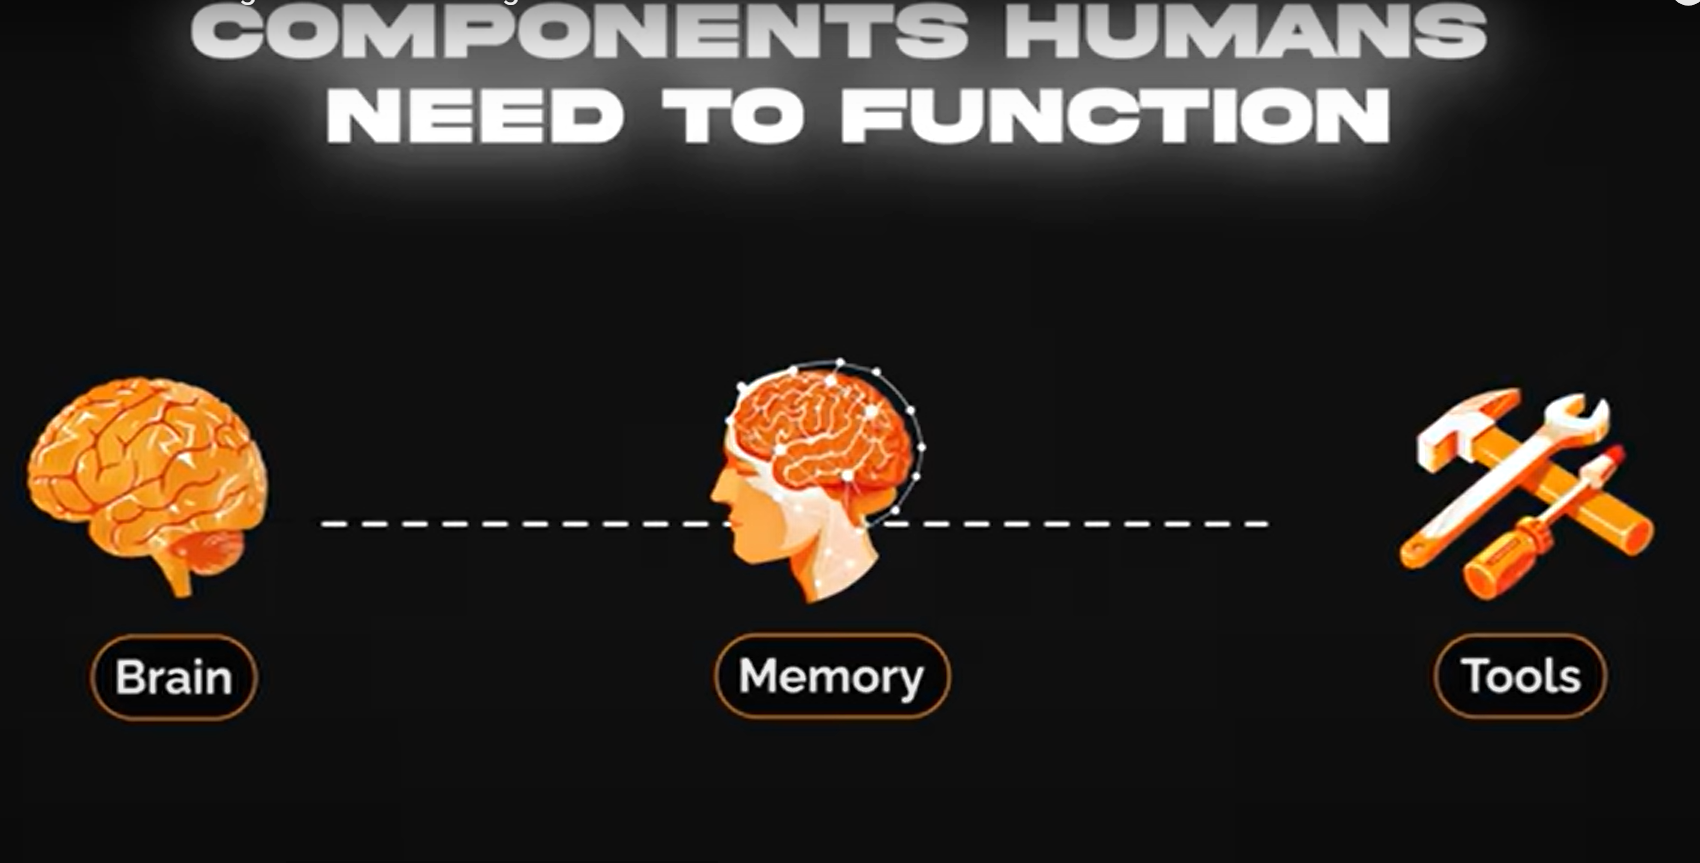 COMPONENTS HUMANS
NEED TO FUNCTION
Brain
Memory
Tools